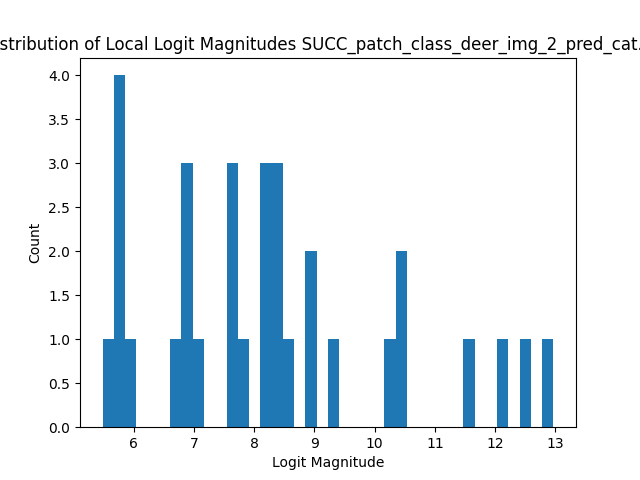 stribution of Local Logit Magnitudes SUCC_patch_class_deer_img_2_pred_cat.
4.0
3.5
3.0
2.5
2.0
1.5
1.0
0.5
0.0
Count
6 7 8 9 10 11 12 13
Logit Magnitude